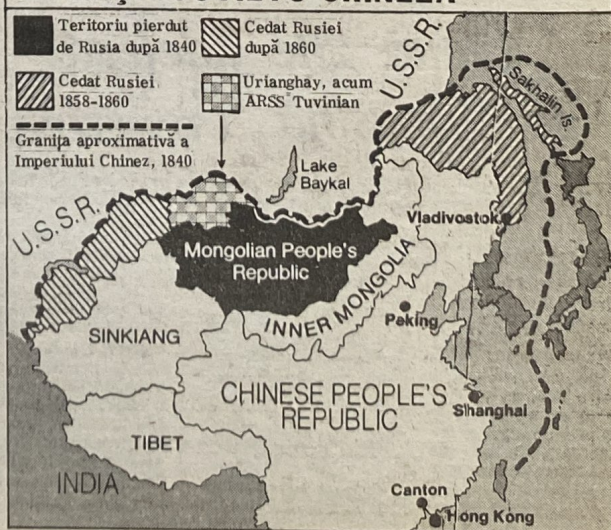 Teritoriu pierdut
de Rusia după 1840
Cedat Rusiei
după 1860
Cedat Rusiei
1858-1860
Urianghay, acum
ARSS Tuvinian
Granița aproximativă a
Imperiului Chinez, 1840
U.S.S.R.
Sakhalin Is.
Lake
Baykal
U.S.S.R.
Vladivostok
Mongolian People's
Republic
INNER MONGOLIA
Peking
SINKIANG
CHINESE PEOPLE'S
REPUBLIC
Shanghai
TIBET
INDIA
Canton
Hong Kong